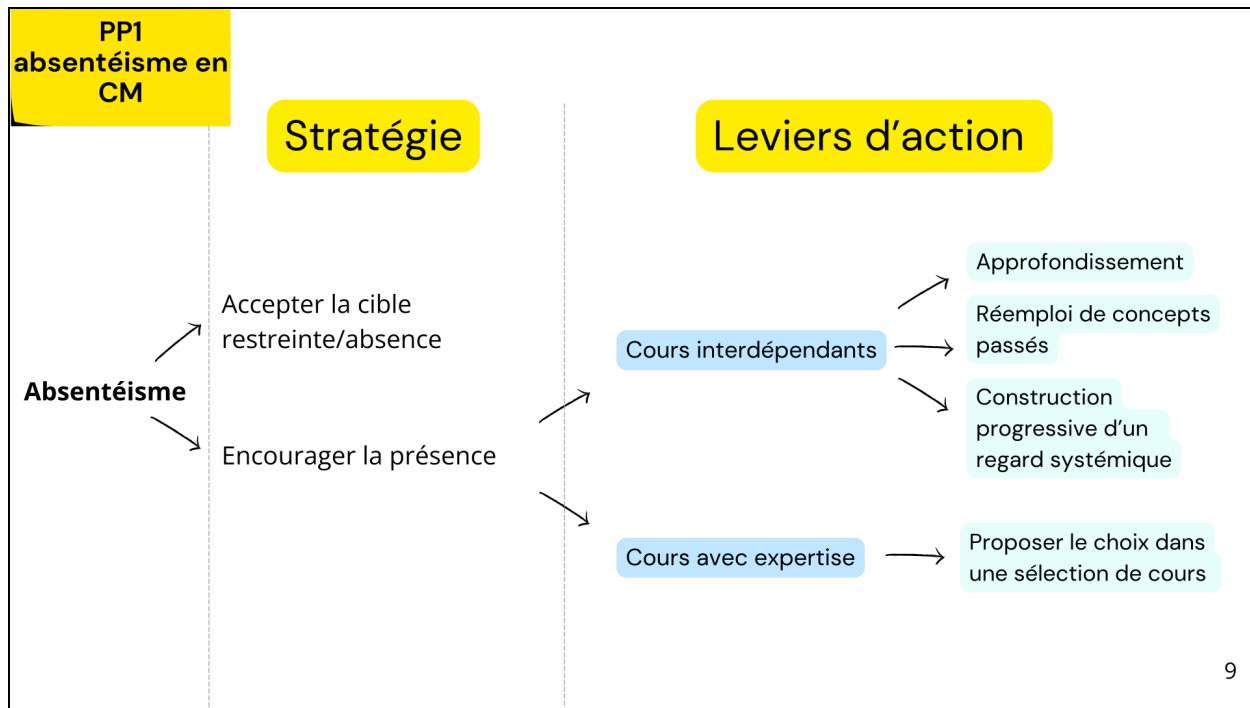 PP1
absentéisme en
CM
Stratégie
Leviers d'action
Absentéisme
Accepter la cible
restreinte/absence
Encourager la présence
Cours interdépendants
Approfondissement
Réemploi de concepts
passés
Construction
progressive d'un
regard systémique
Cours avec expertise
Proposer le choix dans
une sélection de cours
9